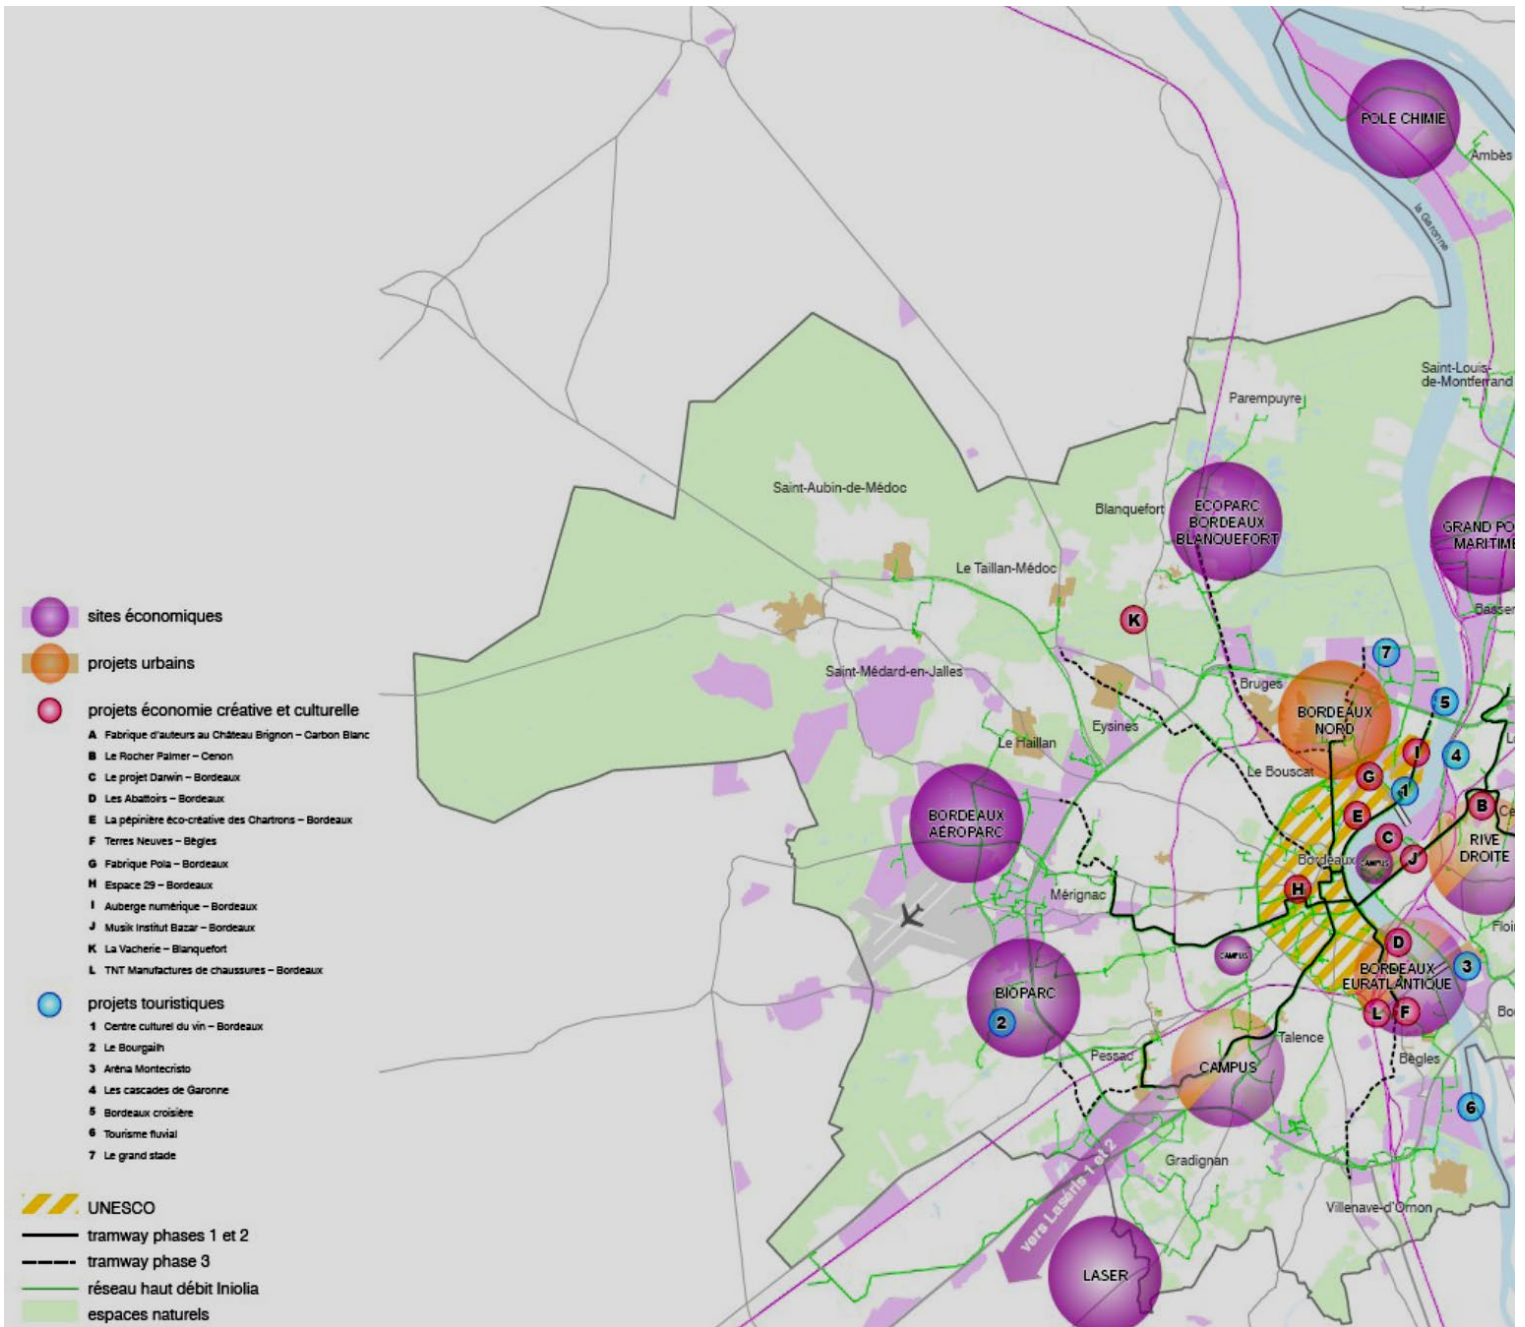 POLE CHIMIE
Ambès
la Garonne
Saint-Louis-
de-Montferrand
Parempuyre
Saint-Aubin-de-Médoc
Blanquefort
ECOPARC
BORDEAUX
BLANQUEFORT
GRAND PO
MARITIME
Le Taillan-Médoc
Basser
K
7
Saint-Médard-en-Jalles
Bruges
5
BORDEAUX
NORD
Eysines
Le Haillan
I
4
L
Le Bouscat
G
1
B
Ce
BORDEAUX
AÉROPARC
E
C
RIVE
DROITE
Bordeaux
CAMPUS
J
H
Mérignac
Floi
D
CAMPUS
3
BORDEAUX
EURATLANTIQUE
BIOPARC
2
L
F
Bou
Talence
Pessac
Bègles
CAMPUS
6
Gradignan
vers Laséris 1 et 2
Villenave-d'Ornon
LASER
sites économiques
projets urbains
projets économie créative et culturelle
A Fabrique d'auteurs au Château Brignon – Carbon Blanc
B Le Rocher Palmer – Cenon
C Le projet Darwin – Bordeaux
D Les Abattoirs – Bordeaux
E La pépinière éco-créative des Chartrons – Bordeaux
F Terres Neuves – Bègles
G Fabrique Pola – Bordeaux
H Espace 29 – Bordeaux
I Auberge numérique – Bordeaux
J Musik Institut Bazar – Bordeaux
K La Vacherie – Blanquefort
L TNT Manufactures de chaussures – Bordeaux
projets touristiques
1 Centre culturel du vin – Bordeaux
2 Le Bourgailh
3 Aréna Montecristo
4 Les cascades de Garonne
5 Bordeaux croisière
6 Tourisme fluvial
7 Le grand stade
UNESCO
tramway phases 1 et 2
tramway phase 3
réseau haut débit Iniolia
espaces naturels